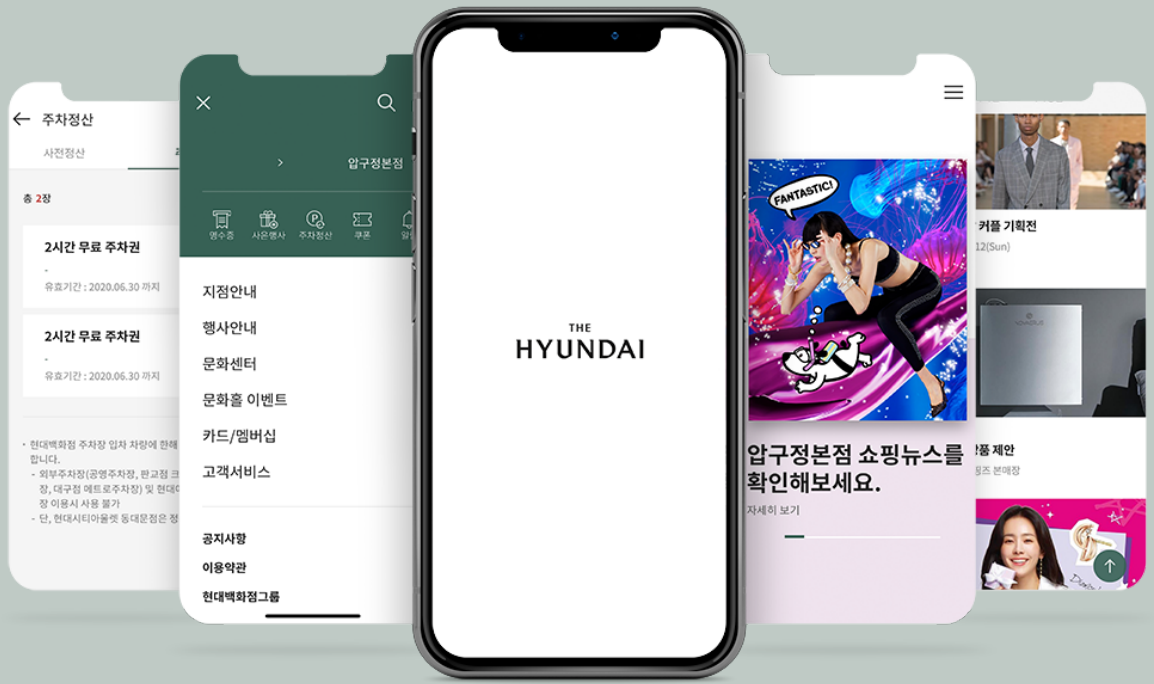 주차정산
사전정산
총 2장
2시간 무료 주차권
-
유효기간 : 2020.06.30 까지
2시간 무료 주차권
-
유효기간 : 2020.06.30 까지
· 현대백화점 주차장 입차 차량에 한해
합니다.
- 외부주차장(공영주차장, 판교점 크
장, 대구점 메트로주차장) 및 현대
장 이용시 사용 불가
- 단, 현대시티아울렛 동대문점은 정
>
압구정본점
영수증
사은행사
주차정산
쿠폰
알
지점안내
행사안내
문화센터
문화홀 이벤트
카드/멤버십
고객서비스
공지사항
이용약관
현대백화점그룹
THE
HYUNDAI
FANTASTIC!
압구정본점 쇼핑뉴스를
확인해보세요.
자세히 보기
커플 기획전
12(Sun)
상품 제안
본매장